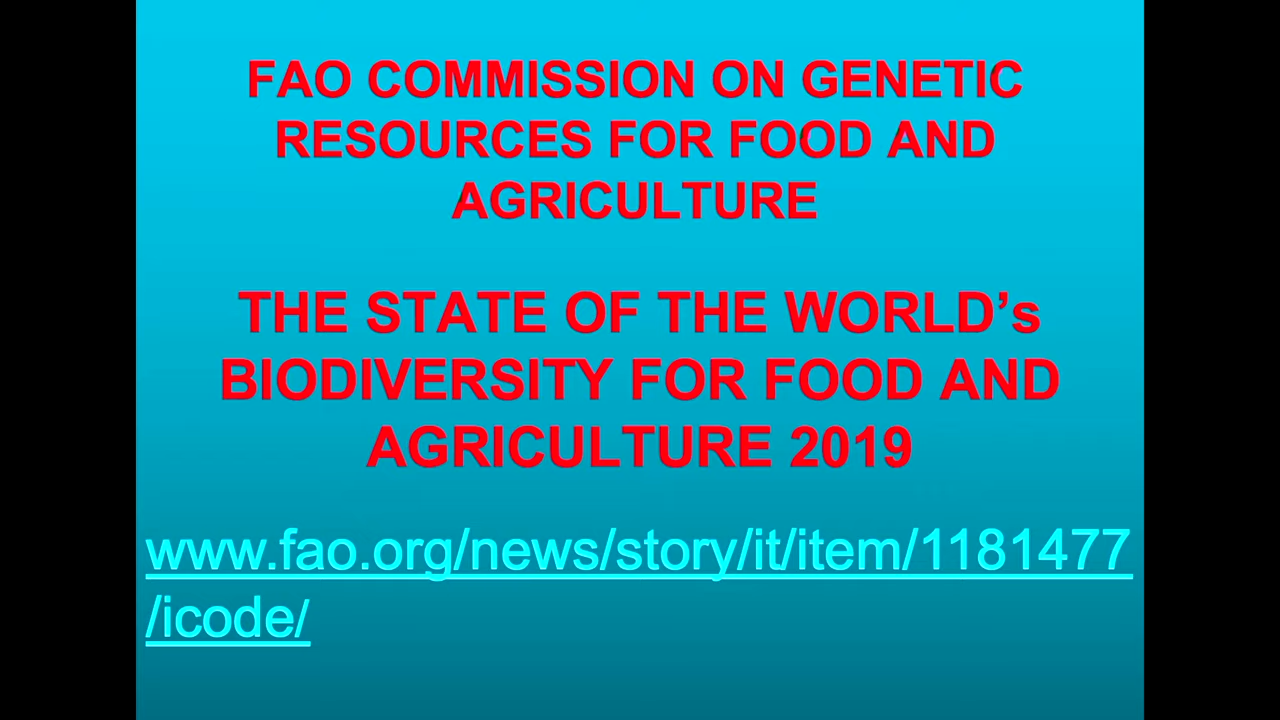 FAO COMMISSION ON GENETIC
RESOURCES FOR FOOD AND
AGRICULTURE
THE STATE OF THE WORLD’s
BIODIVERSITY FOR FOOD AND
AGRICULTURE 2019
www.fao.org/news/story/it/item/1181477
/icode/